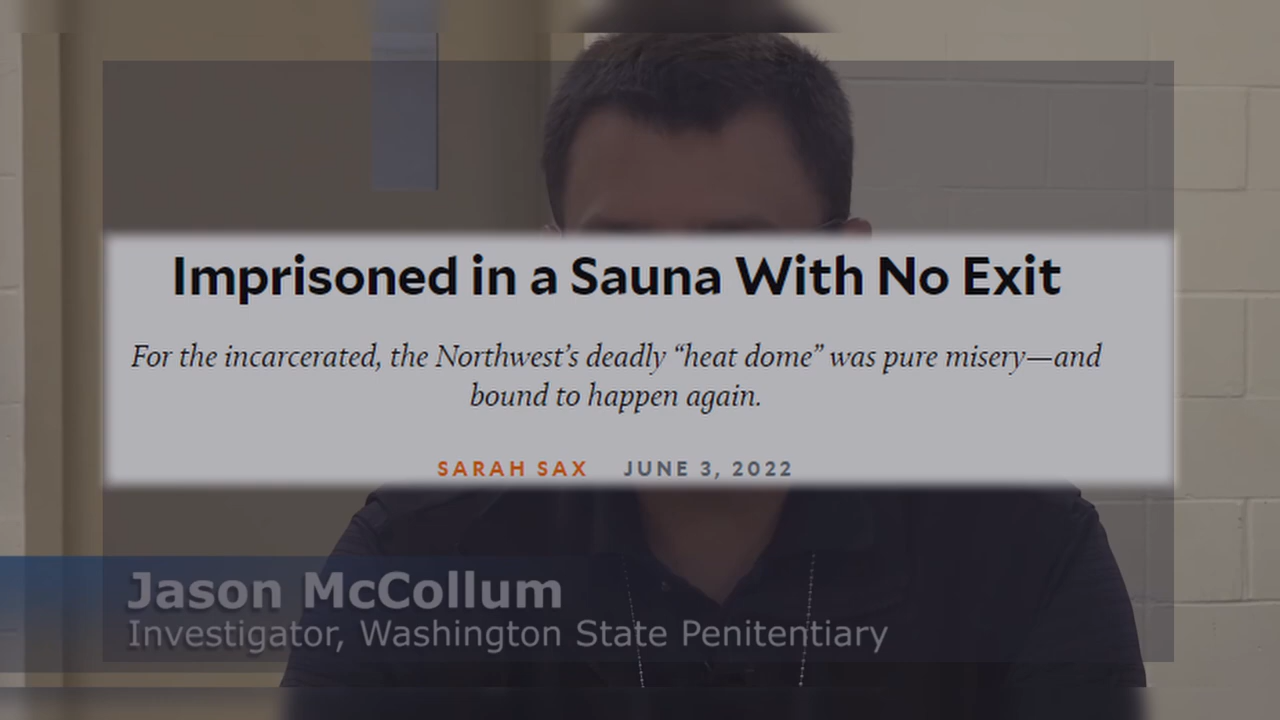 Imprisoned in a Sauna With No Exit
For the incarcerated, the Northwest’s deadly “heat dome” was pure misery—and
bound to happen again.
SARAH SAX JUNE 3, 2022
Jason McCollum
Investigator, Washington State Penitentiary